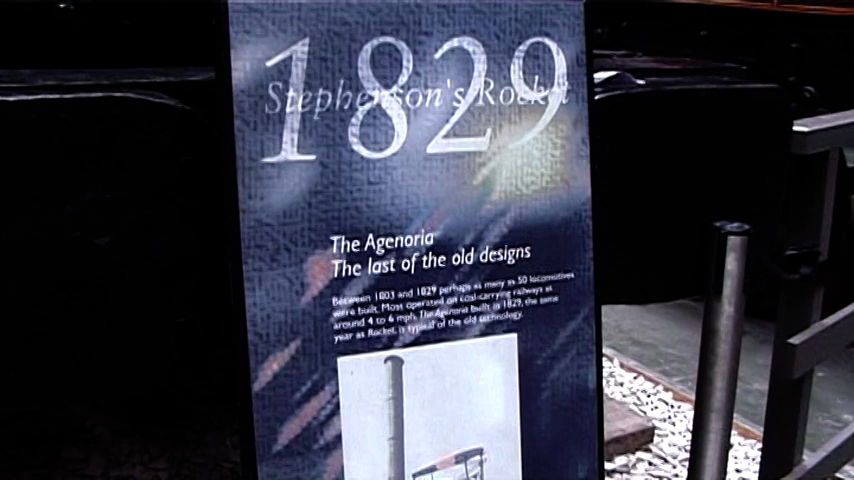 1829
Stephenson's Rocket
The Agenoria
The last of the old designs
Between 1803 and 1829 perhaps as many as 50 locomotives
were built. Most operated on coal-carrying railways at
around 4 to 6 mph. The Agenoria built in 1829, the same
year as Rocket, is typical of the old technology.